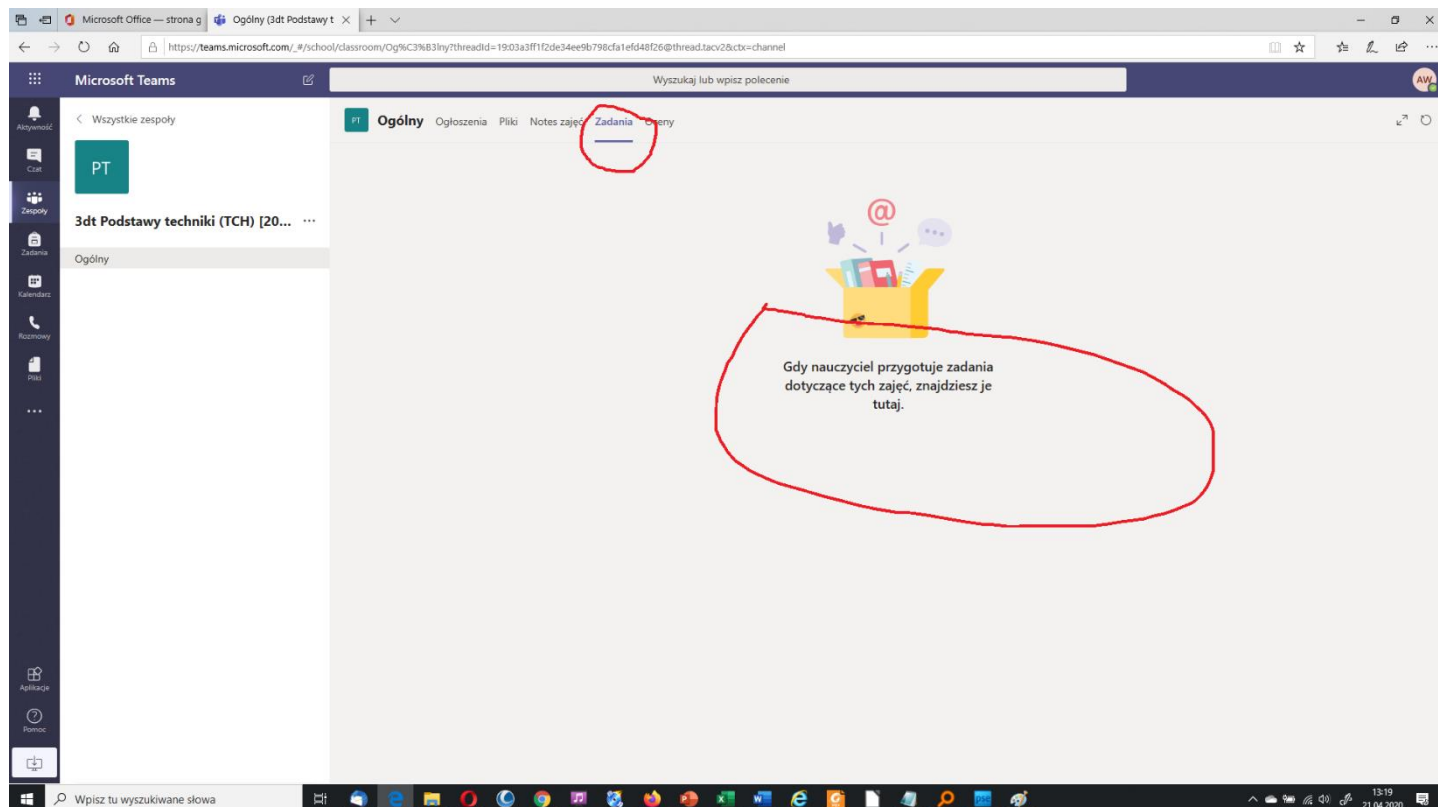 Microsoft Office — strona g
Ogólny (3dt Podstawy t
https://teams.microsoft.com/_#/school/classroom/Og%C3%B3lny?threadId=19:03a3ff1f2de34ee9b798cfa1efd48f26@thread.tacv2&ctx=channel
Microsoft Teams
Wyszukaj lub wpisz polecenie
AW
Aktywność
Czat
Zespoły
Zadania
Kalendarz
Rozmowy
Pliki
Aplikacje
Pomoc
Wszystkie zespoły
PT
3dt Podstawy techniki (TCH) [20...
Ogólny
PT Ogólny Ogłoszenia Pliki Notes zajęć Zadania Oceny
@
Gdy nauczyciel przygotuje zadania
dotyczące tych zajęć, znajdziesz je
tutaj.
Wpisz tu wyszukiwane słowa
13:19
21.04.2020